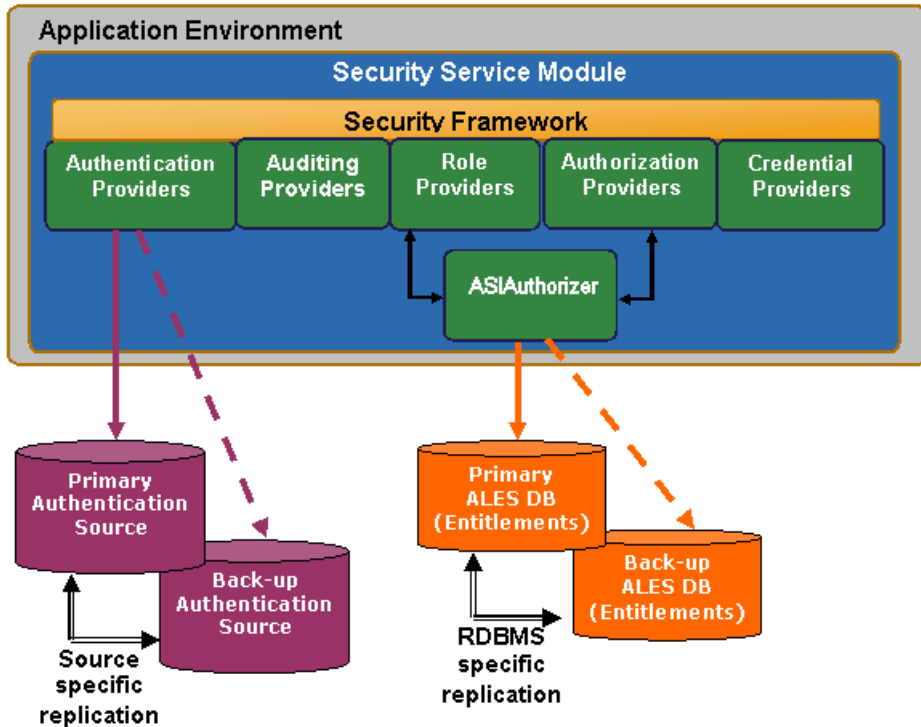 Application Environment
Security Service Module
Security Framework
Authentication
Providers
Auditing
Providers
Role
Providers
Authorization
Providers
Credential
Providers
ASIAuthorizer
Primary
Authentication
Source
Back-up
Authentication
Source
Source
specific
replication
Primary
ALES DB
(Entitlements)
Back-up
ALES DB
(Entitlements)
RDBMS
specific
replication